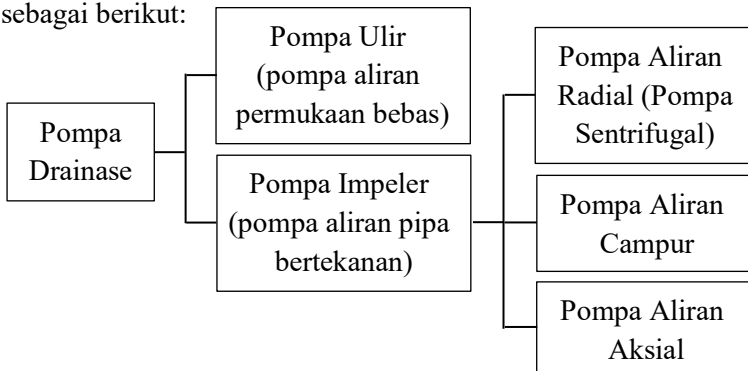 sebagai berikut:
Pompa
Drainase
Pompa Ulir
(pompa aliran
permukaan bebas)
Pompa Impeler
(pompa aliran pipa
bertekanan)
Pompa Aliran
Radial (Pompa
Sentrifugal)
Pompa Aliran
Campur
Pompa Aliran
Aksial